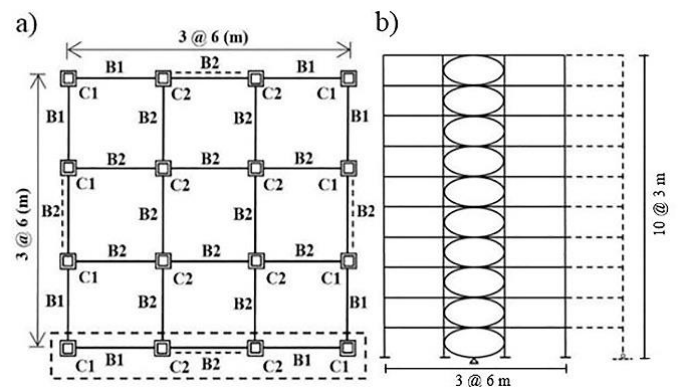 a)
3 @ 6 (m)
B1 B2 B1
C1 C2 C2 C1
B1 B2 B2 B1
B2 B2 B2
C1 C2 C2 C1
B2 B2 B2 B2
B2 B2 B2
C1 C2 C2 C1
B1 B2 B2 B1
C1 B1 C2 B2 C2 B1 C1
3 @ 6 (m)
b)
10 @ 3 m
3 @ 6 m